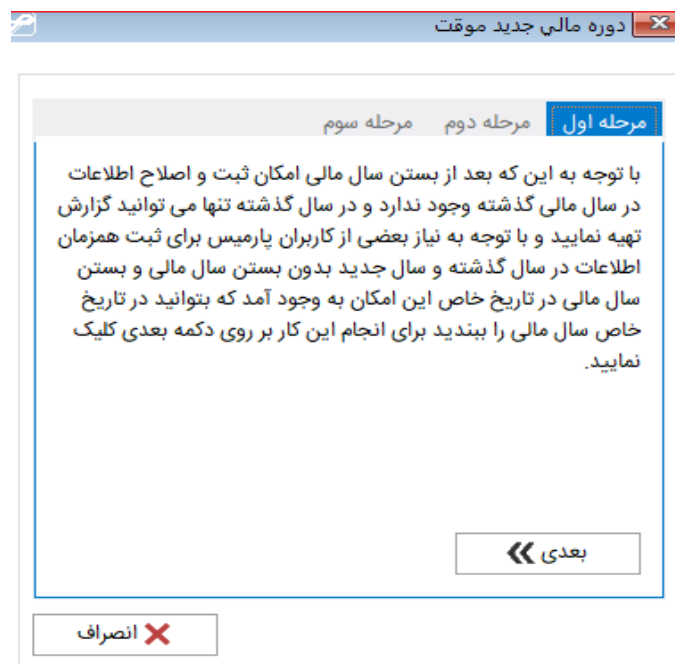 دوره مالي جدید موقت
مرحله اول
مرحله دوم
مرحله سوم
با توجه به این که بعد از بستن سال مالی امکان ثبت و اصلاح اطلاعات
در سال مالی گذشته وجود ندارد و در سال گذشته تنها می توانید گزارش
تهیه نمایید و با توجه به نیاز بعضی از کاربران پارمیس برای ثبت همزمان
اطلاعات در سال گذشته و سال جدید بدون بستن سال مالی و بستن
سال مالی در تاریخ خاص این امکان به وجود آمد که بتوانید در تاریخ
خاص سال مالی را ببندید برای انجام این کار بر روی دکمه بعدی کلیک
نمایید.
بعدی
انصراف